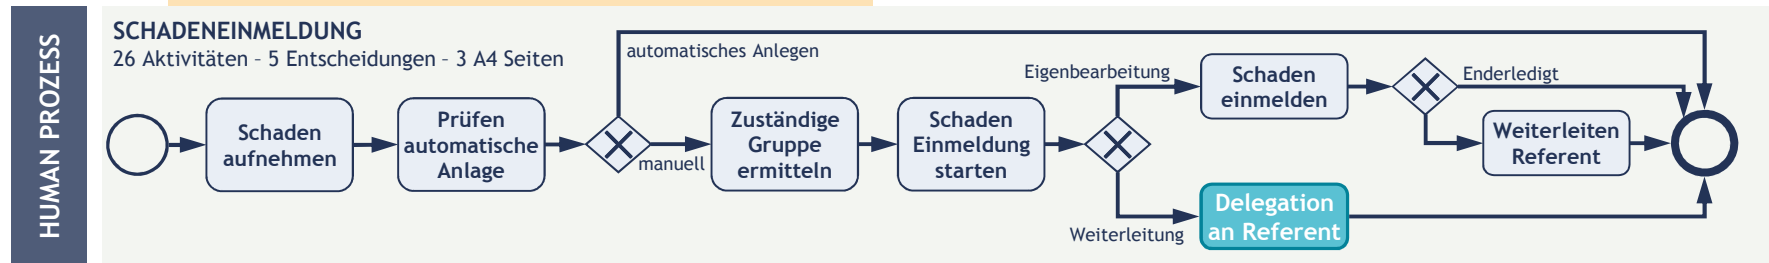 HUMAN PROZESS
SCHADENEINMELDUNG
26 Aktivitäten – 5 Entscheidungen – 3 A4 Seiten
Schaden
aufnehmen
Prüfen
automatische
Anlage
automatisches Anlegen
manuell
Zuständige
Gruppe
ermitteln
Schaden
Einmeldung
starten
Eigenbearbeitung
Weiterleitung
Schaden
einmelden
Delegation
an Referent
Enderledigt
Weiterleiten
Referent